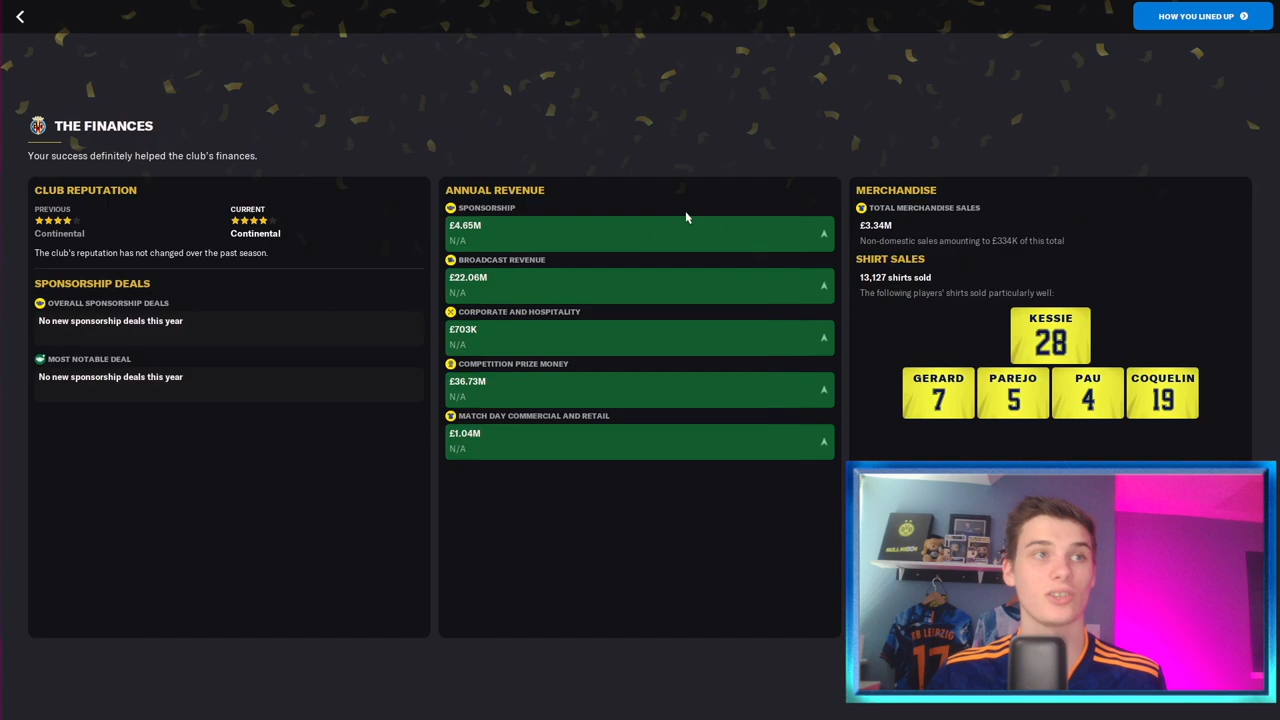 HOW YOU LINED UP
THE FINANCES
Your success definitely helped the club's finances.
CLUB REPUTATION
PREVIOUS
CURRENT
Continental
Continental
The club's reputation has not changed over the past season.
SPONSORSHIP DEALS
OVERALL SPONSORSHIP DEALS
No new sponsorship deals this year
MOST NOTABLE DEAL
No new sponsorship deals this year
ANNUAL REVENUE
SPONSORSHIP
£4.65M
N/A
BROADCAST REVENUE
£22.06M
N/A
CORPORATE AND HOSPITALITY
£703K
N/A
COMPETITION PRIZE MONEY
£36.73M
N/A
MATCH DAY COMMERCIAL AND RETAIL
£1.04M
N/A
MERCHANDISE
TOTAL MERCHANDISE SALES
£3.34M
Non-domestic sales amounting to £334K of this total
SHIRT SALES
13,127 shirts sold
The following players' shirts sold particularly well:
KESSIE
28
GERARD
7
PAREJO
5
PAU
4
COQUELIN
19
RB LEIPZIG
17